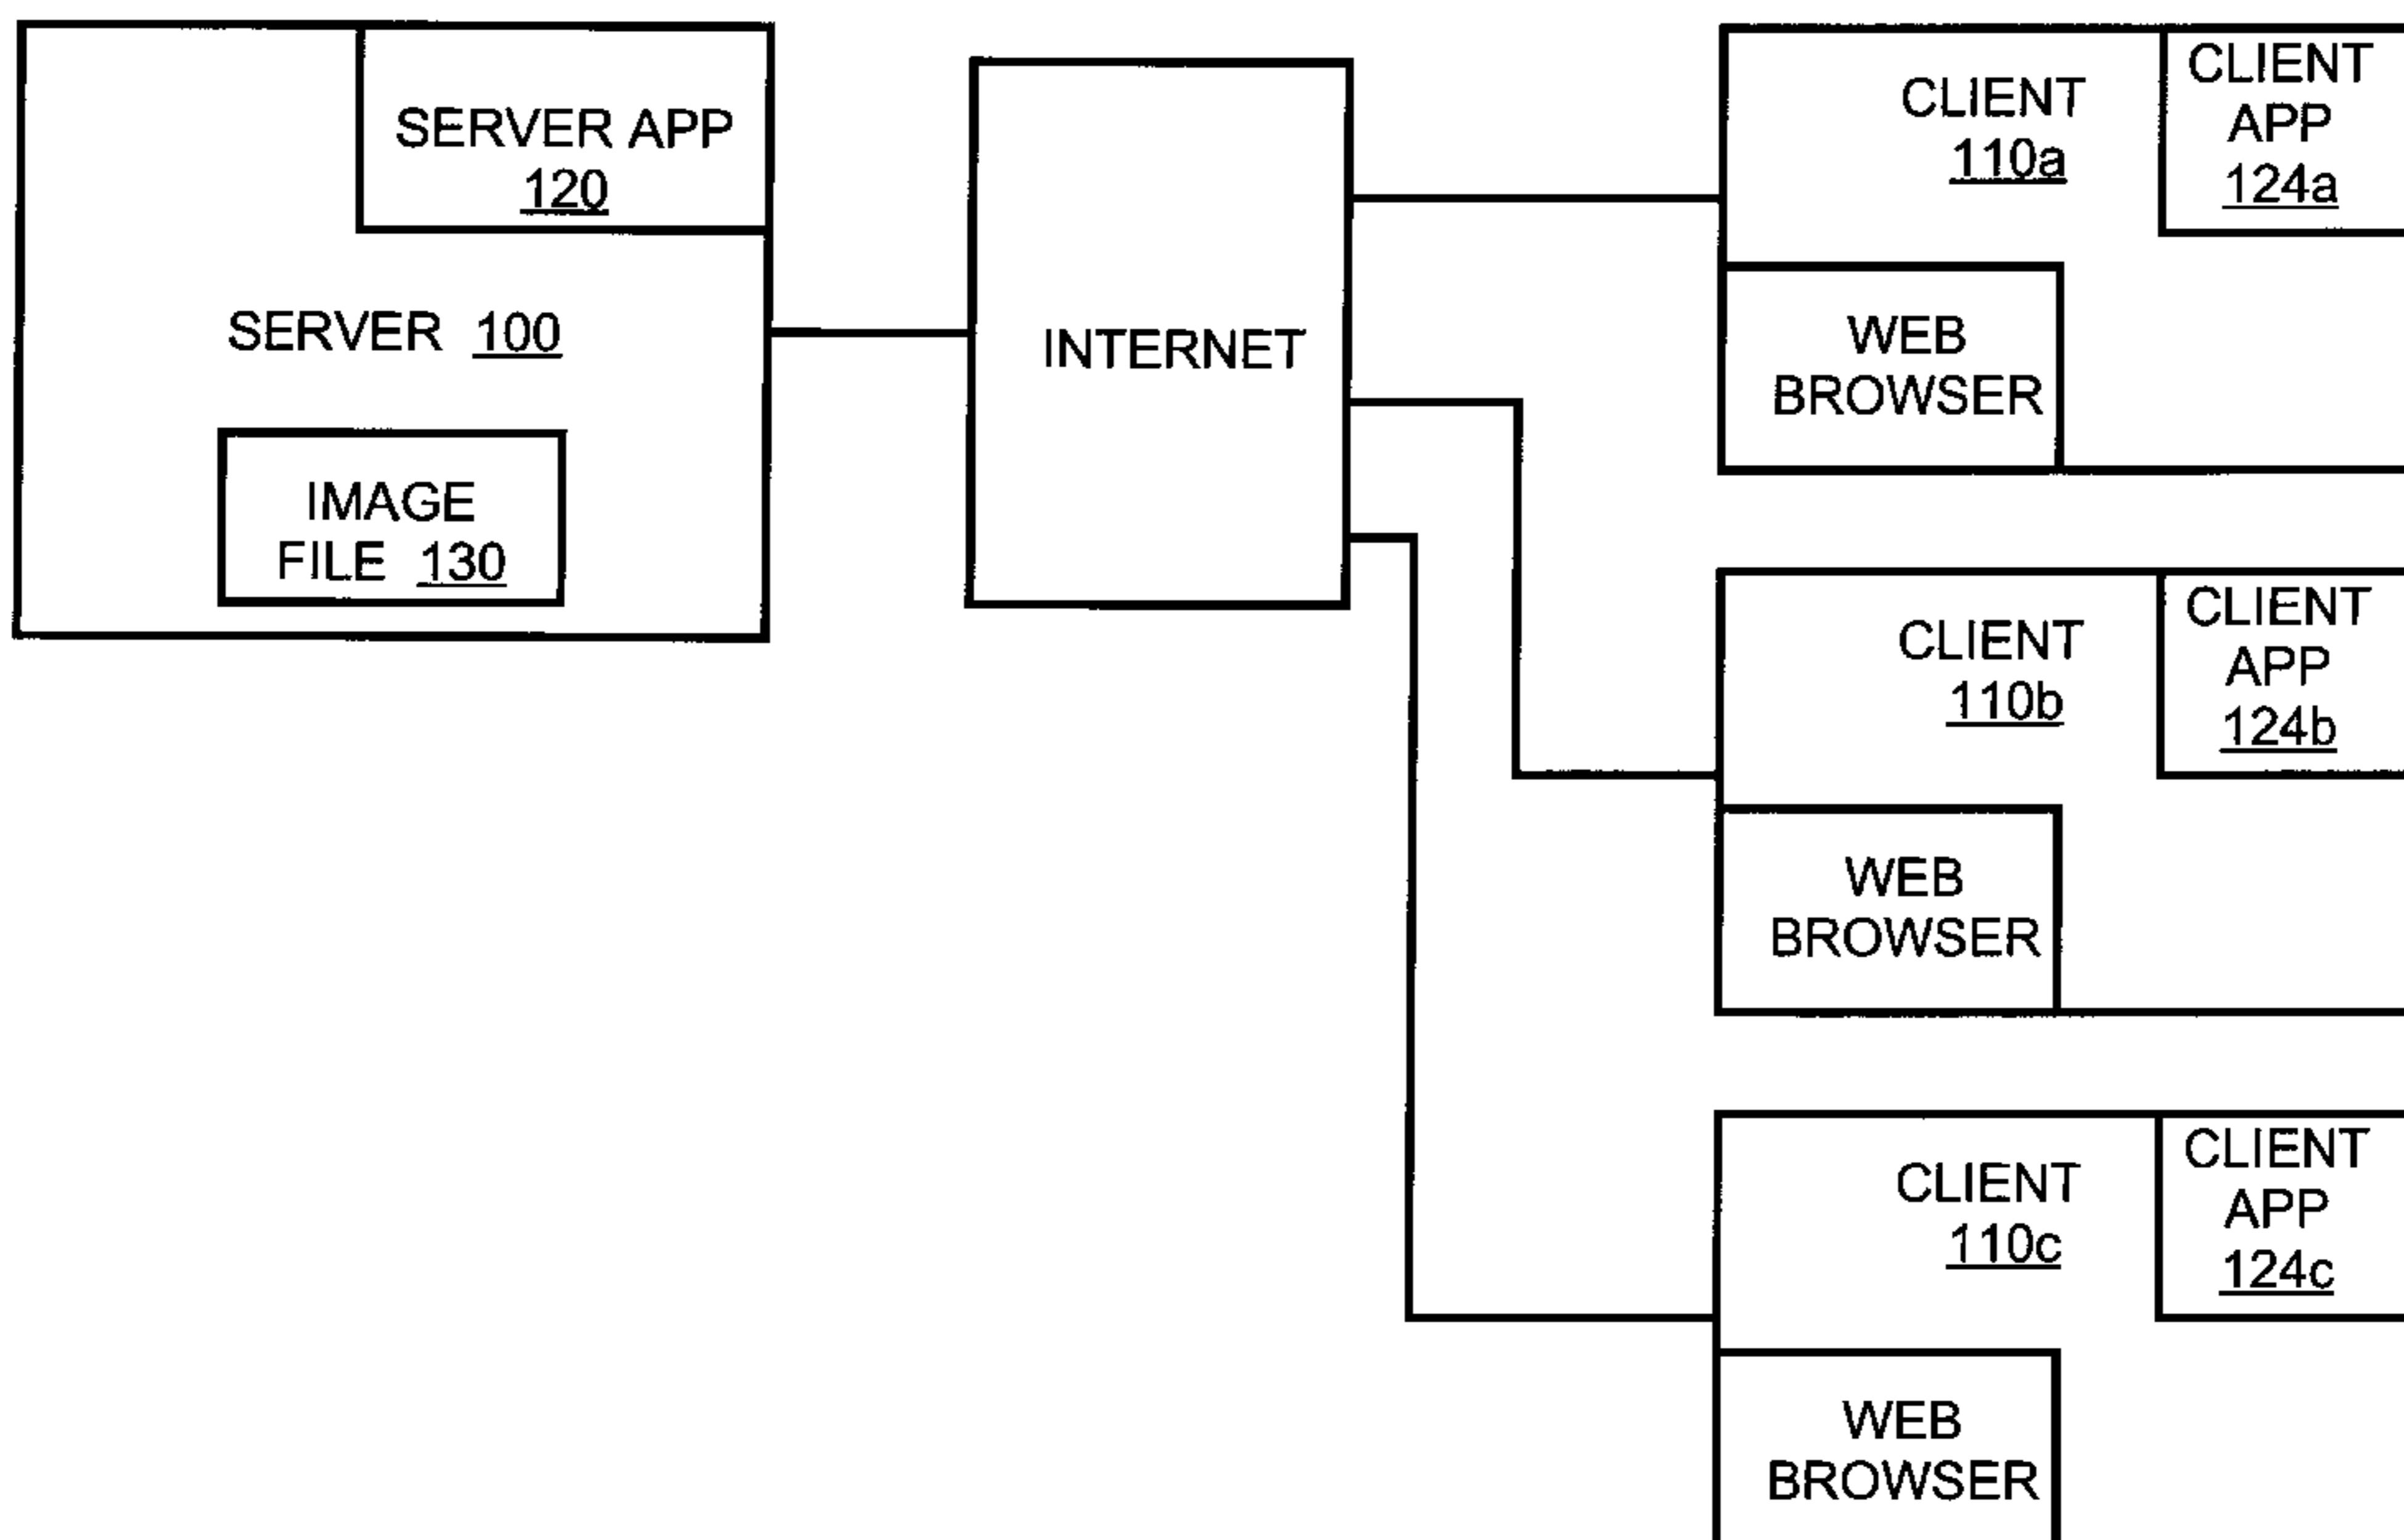 SERVER APP
120
SERVER 100
IMAGE
FILE 130
INTERNET
CLIENT
110a
CLIENT
APP
124a
WEB
BROWSER
CLIENT
110b
CLIENT
APP
124b
WEB
BROWSER
CLIENT
110c
CLIENT
APP
124c
WEB
BROWSER